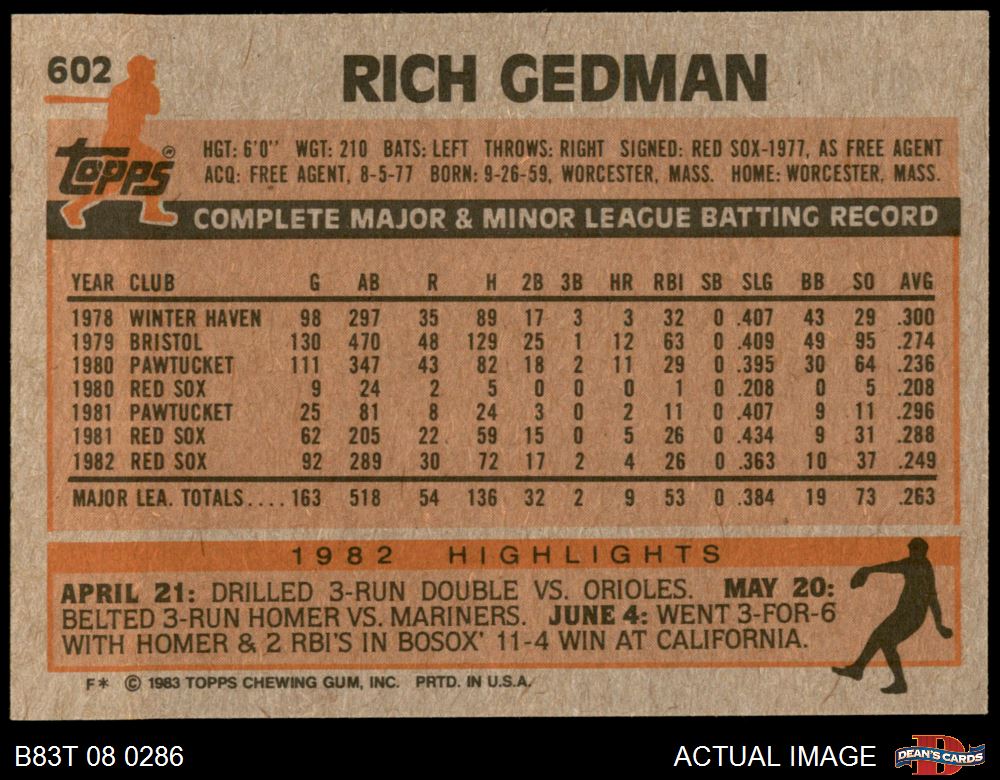 602
RICH GEDMAN
TOPPS®
HGT: 6'0" WGT: 210 BATS: LEFT THROWS: RIGHT SIGNED: RED SOX-1977, AS FREE AGENT
ACQ: FREE AGENT, 8-5-77 BORN: 9-26-59, WORCESTER, MASS. HOME: WORCESTER, MASS.
COMPLETE MAJOR & MINOR LEAGUE BATTING RECORD
YEAR CLUB G AB R H 2B 3B HR RBI SB SLG BB SO AVG
1978 WINTER HAVEN 98 297 35 89 17 3 3 32 0 .407 43 29 .300
1979 BRISTOL 130 470 48 129 25 1 12 63 0 .409 49 95 .274
1980 PAWTUCKET 111 347 43 82 18 2 11 29 0 .395 30 64 .236
1980 RED SOX 9 24 2 5 0 0 0 1 0 .208 0 5 .208
1981 PAWTUCKET 25 81 8 24 3 0 2 11 0 .407 9 11 .296
1981 RED SOX 62 205 22 59 15 0 5 26 0 .434 9 31 .288
1982 RED SOX 92 289 30 72 17 2 4 26 0 .363 10 37 .249
MAJOR LEA. TOTALS.... 163 518 54 136 32 2 9 53 0 .384 19 73 .263
1982 HIGHLIGHTS
APRIL 21: DRILLED 3-RUN DOUBLE VS. ORIOLES. MAY 20:
BELTED 3-RUN HOMER VS. MARINERS. JUNE 4: WENT 3-FOR-6
WITH HOMER & 2 RBI'S IN BOSOX' 11-4 WIN AT CALIFORNIA.
F* © 1983 TOPPS CHEWING GUM, INC. PRTD. IN U.S.A.
B83T 08 0286
ACTUAL IMAGE
D
DEAN'S CARDS